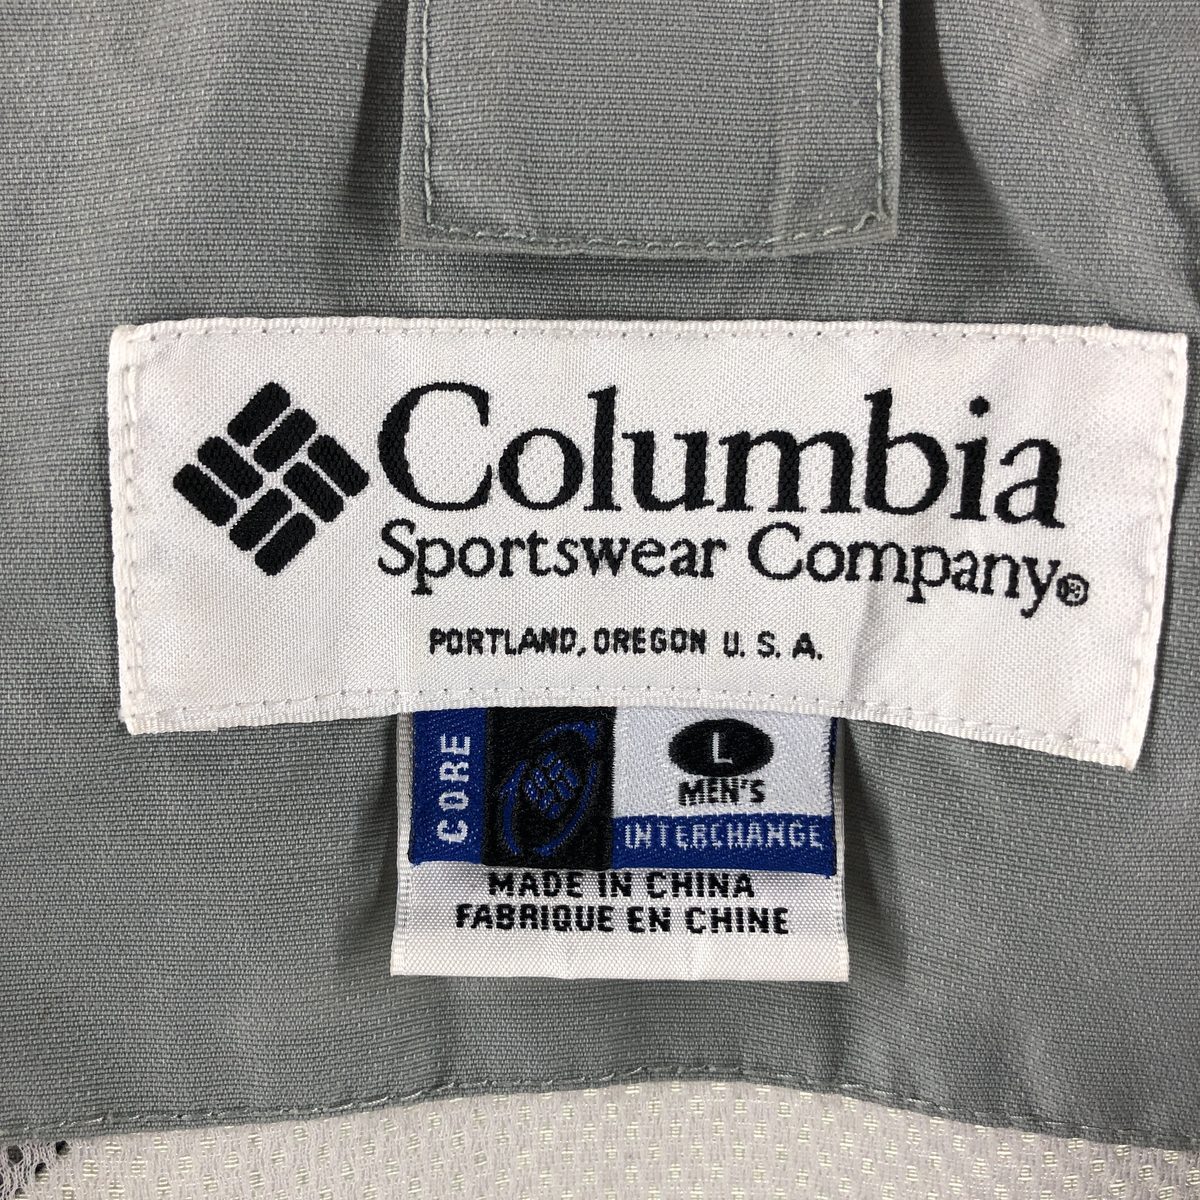 Columbia
Sportswear Company®
PORTLAND, OREGON U. S. A.
CORE
L
MEN'S
INTERCHANGE
MADE IN CHINA
FABRIQUE EN CHINE